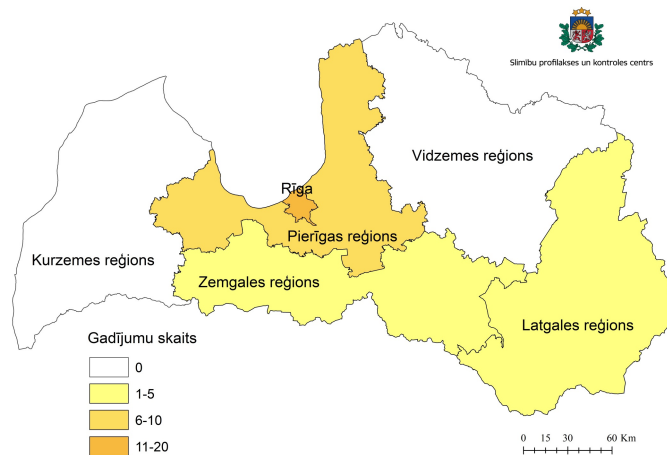 Slimību profilakses un kontroles centrs
Vidzemes reģions
Rīga
Pierīgas reģions
Kurzemes reģions
Zemgales reģions
Latgales reģions
Gadījumu skaits
0
1-5
6-10
11-20
0 15 30 60 Km